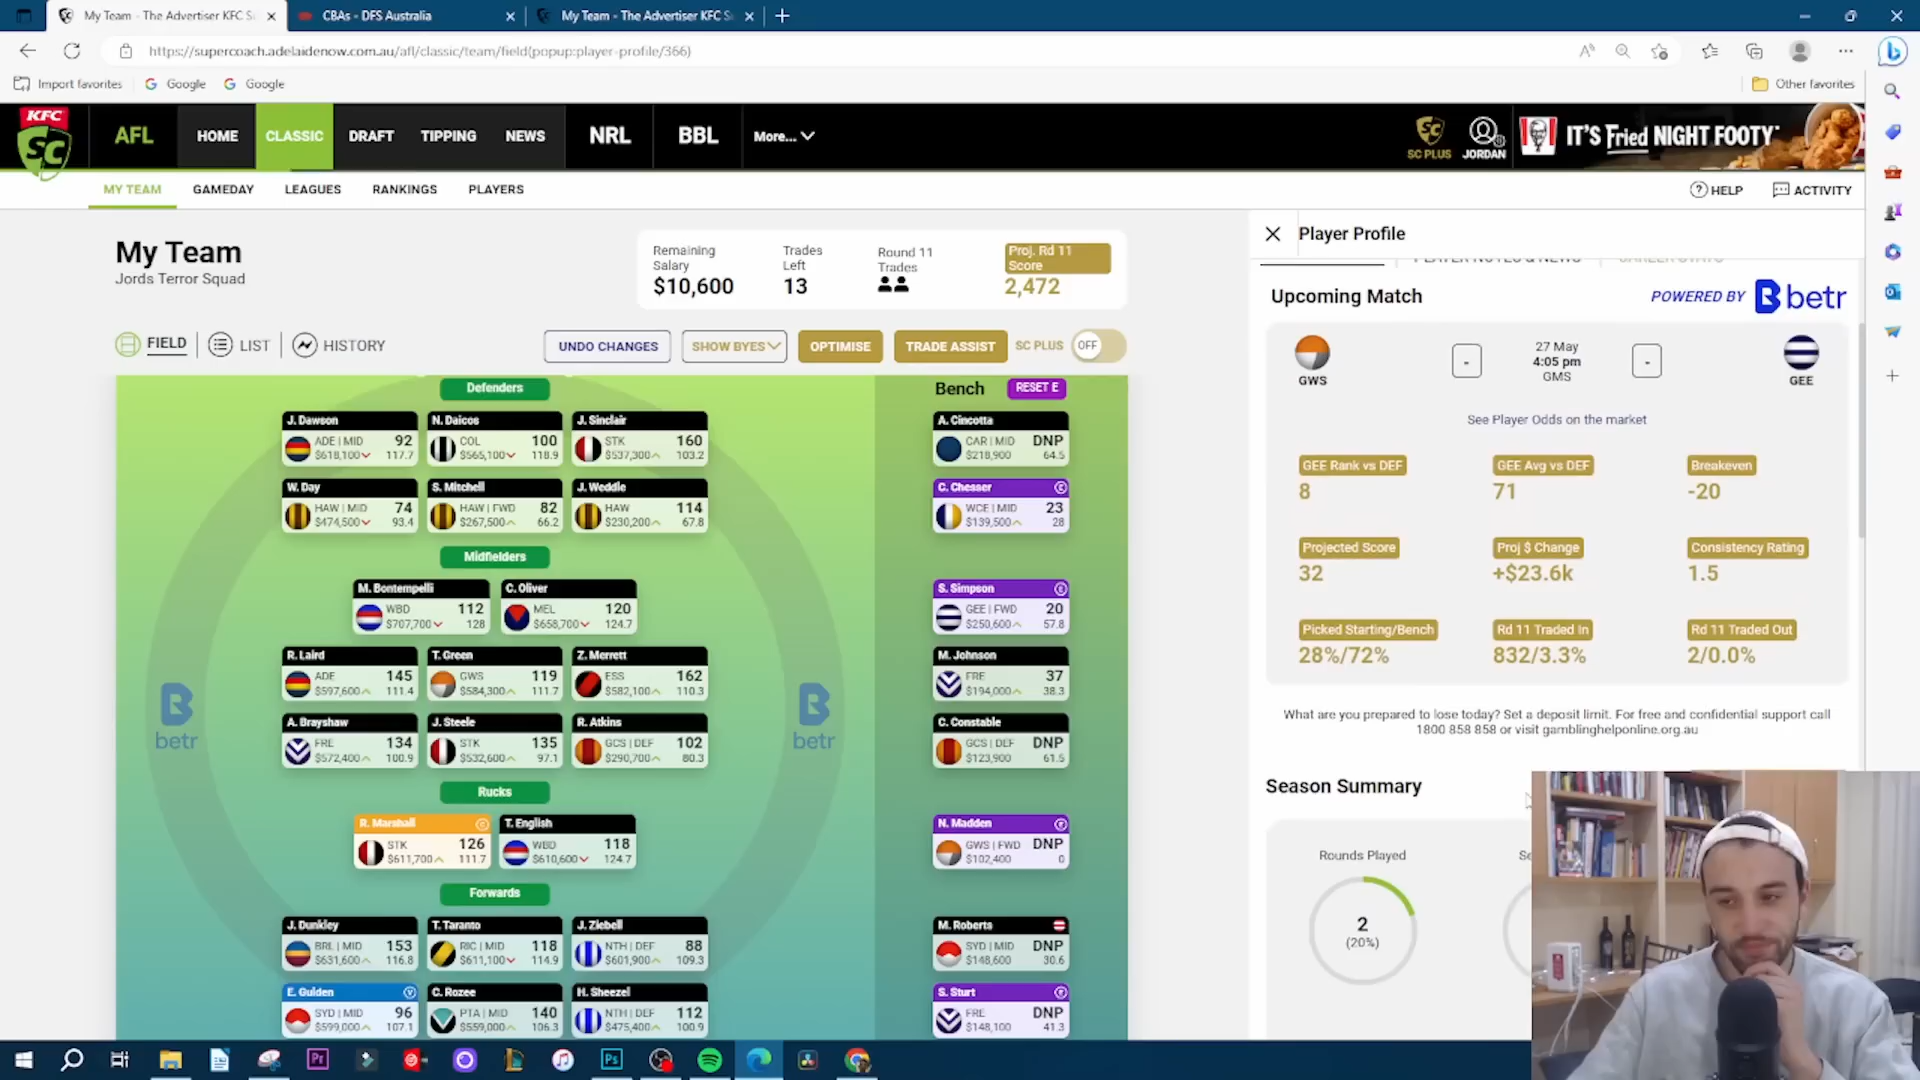 My Team - The Advertiser KFC S
CBAs - DFS Australia
My Team - The Advertiser KFC S
https://supercoach.adelaidenow.com.au/afl/classic/team/field(popup:player-profile/366)
Import favorites
Google
Google
Other favorites
KFC
SC
AFL
HOME
CLASSIC
DRAFT
TIPPING
NEWS
NRL
BBL
More...
SC PLUS
JORDAN
IT'S Fried NIGHT FOOTY
MY TEAM
GAMEDAY
LEAGUES
RANKINGS
PLAYERS
HELP
ACTIVITY
My Team
Jords Terror Squad
Remaining Salary
$10,600
Trades Left
13
Round 11 Trades
Proj. Rd 11 Score
2,472
FIELD
LIST
HISTORY
UNDO CHANGES
SHOW BYES
OPTIMISE
TRADE ASSIST
SC PLUS
OFF
Defenders
Bench
RESET E
J. Dawson
ADE | MID 92
$618,100 117.7
N. Daicos
COL 100
$565,100 118.9
J. Sinclair
STK 160
$537,300 103.2
A. Cincotta
CAR | MID DNP
$218,900 64.5
W. Day
HAW | MID 74
$474,500 93.4
S. Mitchell
HAW | FWD 82
$267,500 66.2
J. Weddle
HAW 114
$230,200 67.8
C. Chesser E
WCE | MID 23
$139,500 28
Midfielders
M. Bontempelli
WBD 112
$707,700 128
C. Oliver
MEL 120
$658,700 124.7
S. Simpson E
GEE | FWD 20
$250,600 57.8
R. Laird
ADE 145
$597,600 111.4
T. Green
GWS 119
$584,300 111.7
Z. Merrett
ESS 162
$582,100 110.3
M. Johnson
FRE 37
$194,000 38.3
A. Brayshaw
FRE 134
$572,400 100.9
J. Steele
STK 135
$532,600 97.1
R. Atkins
GCS | DEF 102
$290,700 80.3
C. Constable
GCS | DEF DNP
$123,900 61.5
betr
betr
Rucks
R. Marshall C
STK 126
$611,700 111.7
T. English
WBD 118
$610,600 124.7
N. Madden E
GWS | FWD DNP
$102,400 0
Forwards
J. Dunkley
BRL | MID 153
$631,600 116.8
T. Taranto
RIC | MID 118
$611,100 114.9
J. Ziebell
NTH | DEF 88
$601,900 109.3
M. Roberts
SYD | MID DNP
$148,600 30.6
E. Gulden V
SYD | MID 96
$599,000 107.1
C. Rozee
PTA | MID 140
$559,000 106.3
H. Sheezel
NTH | DEF 112
$475,400 100.9
S. Sturt E
FRE DNP
$148,100 41.3
Player Profile
PLAYER NOTES & NEWS
CAREER STATS
Upcoming Match
POWERED BY betr
GWS
-
27 May
4:05 pm
GMS
-
GEE
See Player Odds on the market
GEE Rank vs DEF
8
GEE Avg vs DEF
71
Breakeven
-20
Projected Score
32
Proj $ Change
+$23.6k
Consistency Rating
1.5
Picked Starting/Bench
28%/72%
Rd 11 Traded In
832/3.3%
Rd 11 Traded Out
2/0.0%
What are you prepared to lose today? Set a deposit limit. For free and confidential support call
1800 858 858 or visit gamblinghelponline.org.au
Season Summary
Rounds Played
2
(20%)
Se
Pr
Ps